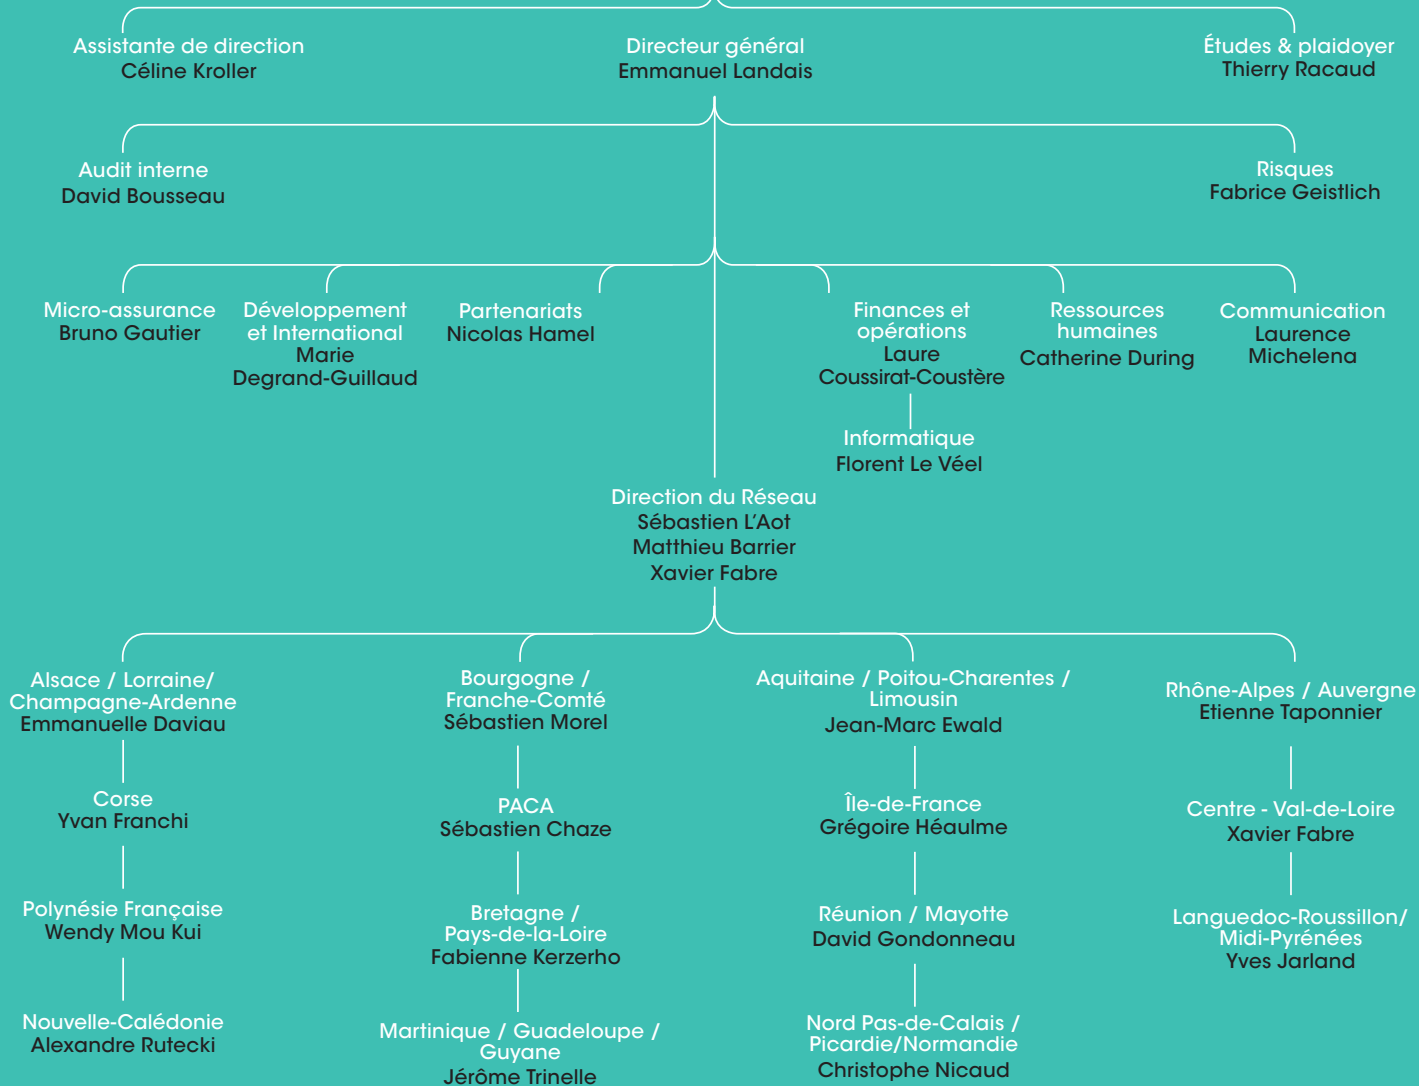 Assistante de direction
Céline Kroller
Directeur général
Emmanuel Landais
Études & plaidoyer
Thierry Racaud
Audit interne
David Bousseau
Risques
Fabrice Geistlich
Micro-assurance
Bruno Gautier
Développement
et International
Marie
Degrand-Guillaud
Partenariats
Nicolas Hamel
Finances et
opérations
Laure
Coussirat-Coustère
Ressources
humaines
Catherine During
Communication
Laurence
Michelena
Informatique
Florent Le Véel
Direction du Réseau
Sébastien L’Aot
Matthieu Barrier
Xavier Fabre
Alsace / Lorraine/
Champagne-Ardenne
Emmanuelle Daviau
Bourgogne /
Franche-Comté
Sébastien Morel
Aquitaine / Poitou-Charentes /
Limousin
Jean-Marc Ewald
Rhône-Alpes / Auvergne
Etienne Taponnier
Corse
Yvan Franchi
PACA
Sébastien Chaze
Île-de-France
Grégoire Héaulme
Centre - Val-de-Loire
Xavier Fabre
Polynésie Française
Wendy Mou Kui
Bretagne /
Pays-de-la-Loire
Fabienne Kerzerho
Réunion / Mayotte
David Gondonneau
Languedoc-Roussillon/
Midi-Pyrénées
Yves Jarland
Nouvelle-Calédonie
Alexandre Rutecki
Martinique / Guadeloupe /
Guyane
Jérôme Trinelle
Nord Pas-de-Calais /
Picardie/Normandie
Christophe Nicaud